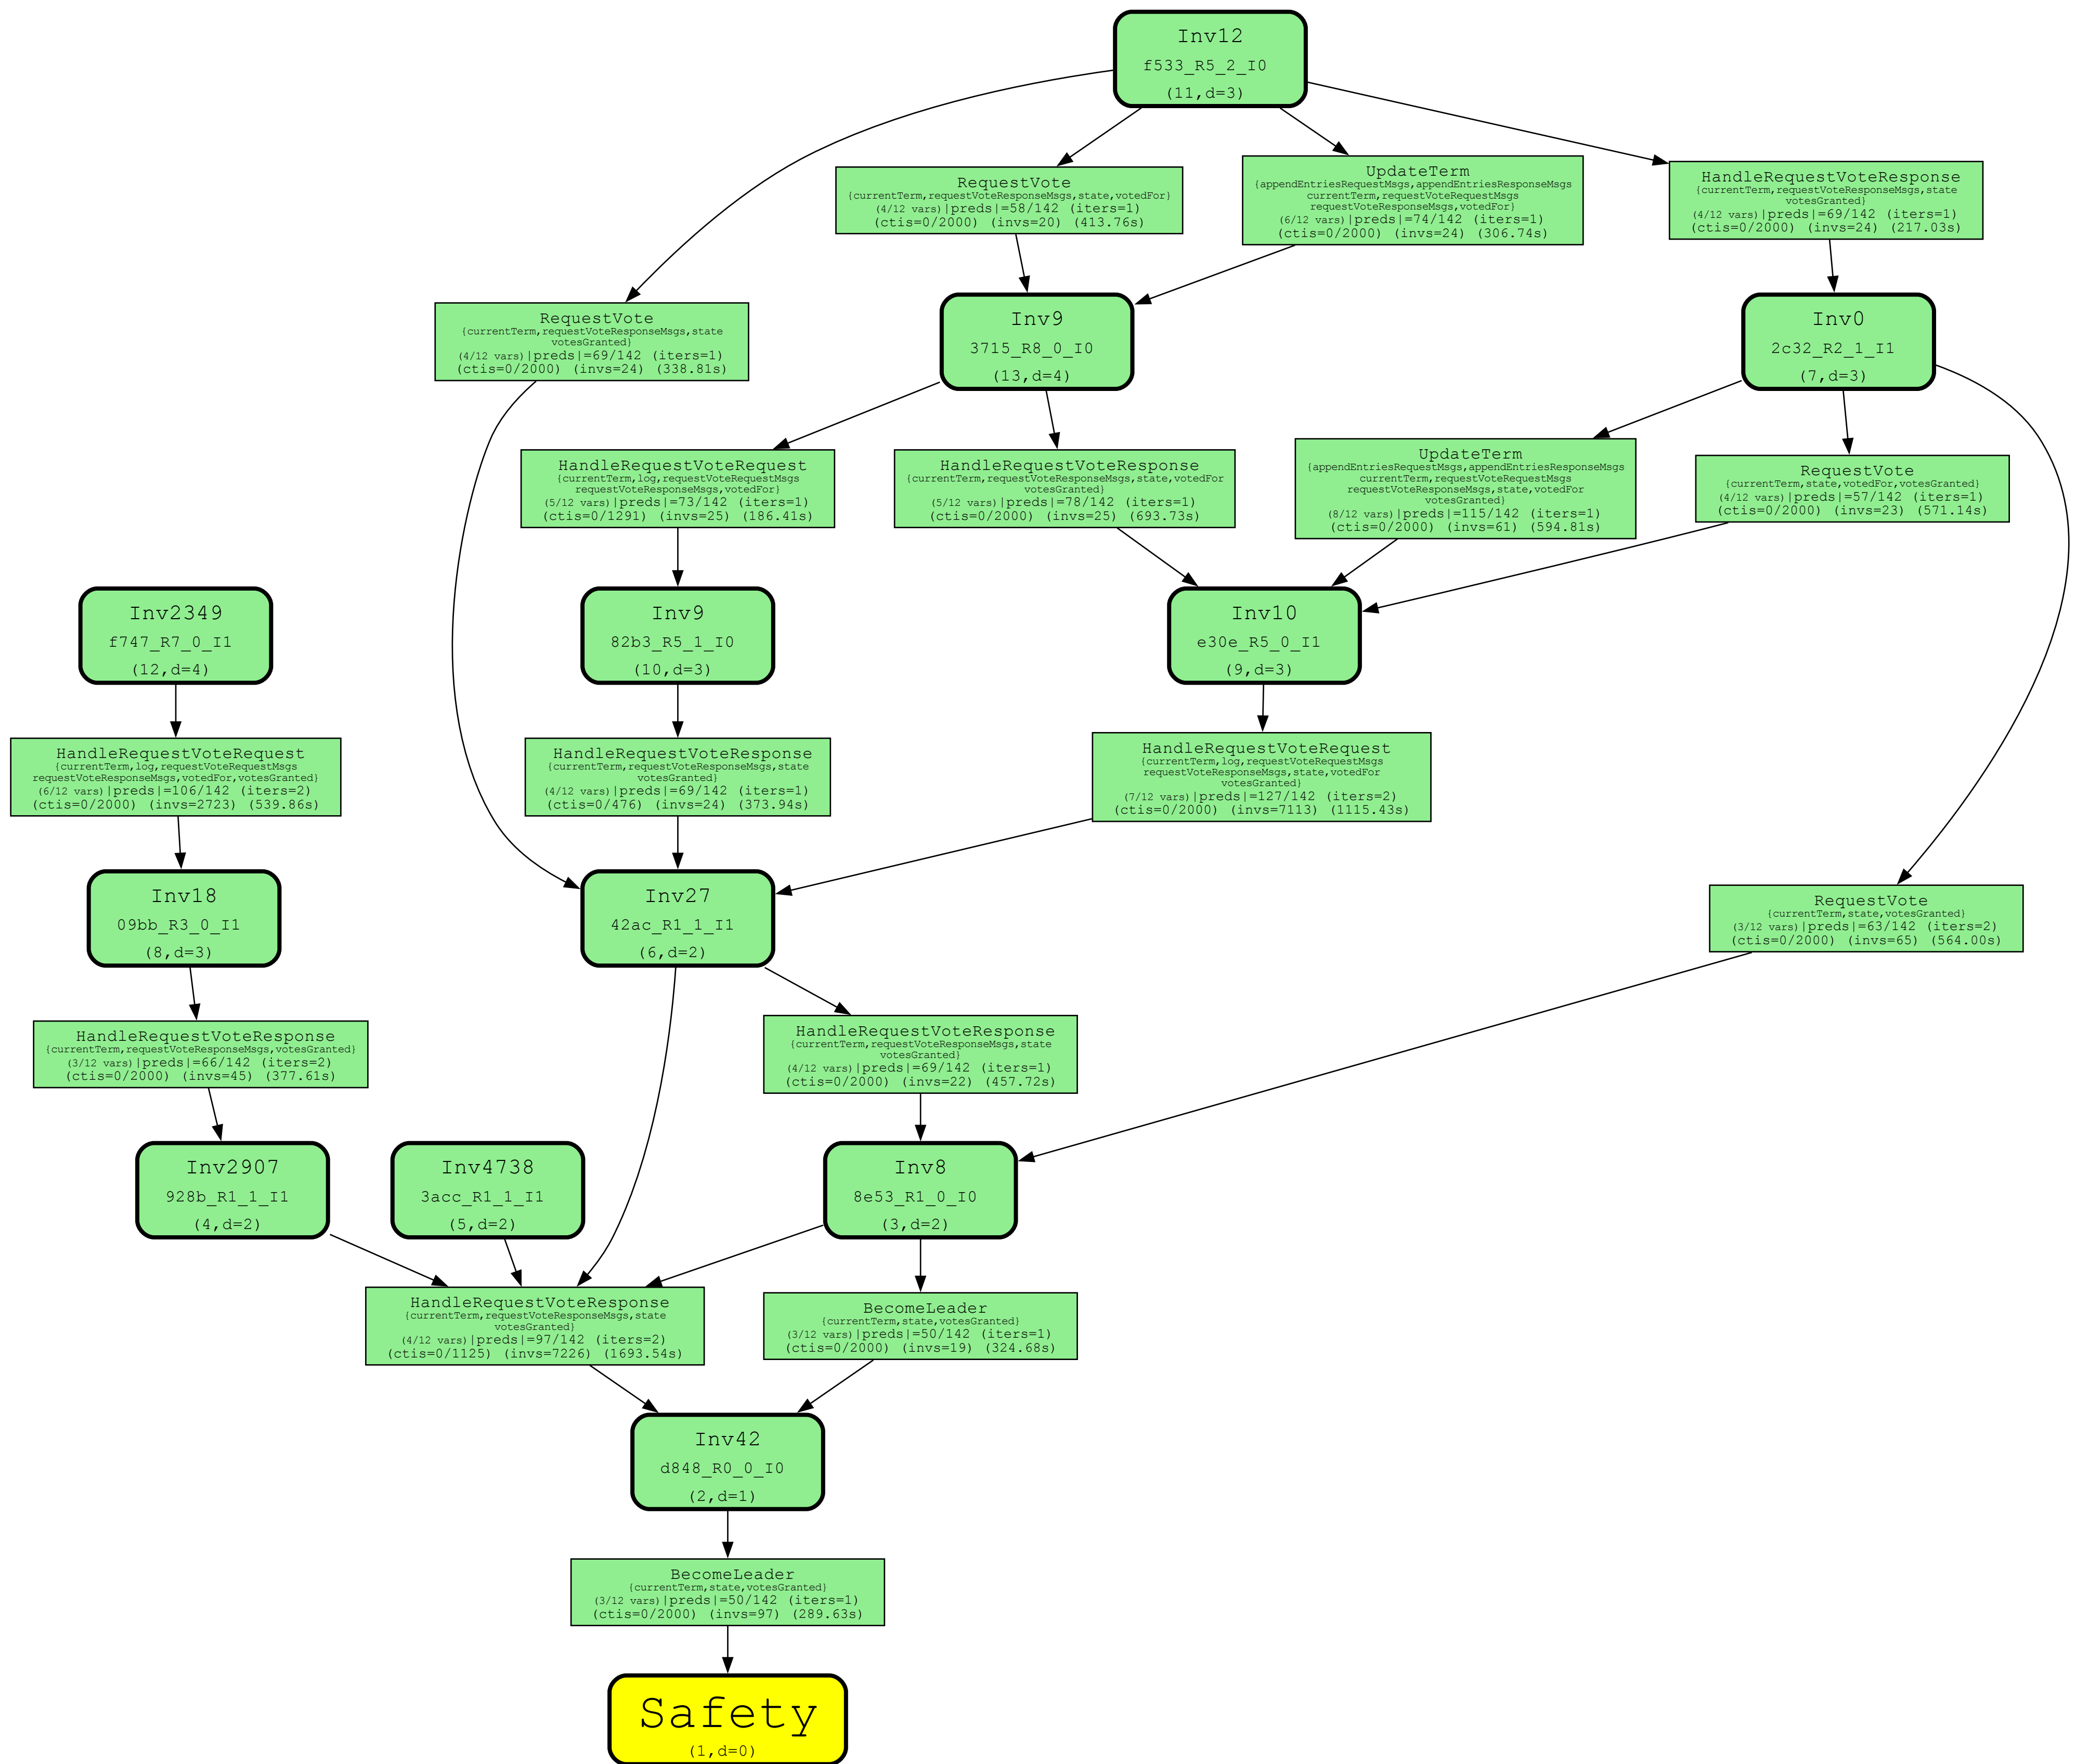 Inv12
f533_R5_2_I0
(11,d=3)
RequestVote
{currentTerm,requestVoteResponseMsgs,state,votedFor}
(4/12 vars)|preds|=58/142 (iters=1)
(ctis=0/2000) (invs=20) (413.76s)
UpdateTerm
{appendEntriesRequestMsgs,appendEntriesResponseMsgs
currentTerm,requestVoteRequestMsgs
requestVoteResponseMsgs,votedFor}
(6/12 vars)|preds|=74/142 (iters=1)
(ctis=0/2000) (invs=24) (306.74s)
HandleRequestVoteResponse
{currentTerm,requestVoteResponseMsgs,state
votesGranted}
(4/12 vars)|preds|=69/142 (iters=1)
(ctis=0/2000) (invs=24) (217.03s)
RequestVote
{currentTerm,requestVoteResponseMsgs,state
votesGranted}
(4/12 vars)|preds|=69/142 (iters=1)
(ctis=0/2000) (invs=24) (338.81s)
Inv9
3715_R8_0_I0
(13,d=4)
Inv0
2c32_R2_1_I1
(7,d=3)
HandleRequestVoteRequest
{currentTerm,log,requestVoteRequestMsgs
requestVoteResponseMsgs,votedFor}
(5/12 vars)|preds|=73/142 (iters=1)
(ctis=0/1291) (invs=25) (186.41s)
HandleRequestVoteResponse
{currentTerm,requestVoteResponseMsgs,state,votedFor
votesGranted}
(5/12 vars)|preds|=78/142 (iters=1)
(ctis=0/2000) (invs=25) (693.73s)
UpdateTerm
{appendEntriesRequestMsgs,appendEntriesResponseMsgs
currentTerm,requestVoteRequestMsgs
requestVoteResponseMsgs,state,votedFor
votesGranted}
(8/12 vars)|preds|=115/142 (iters=1)
(ctis=0/2000) (invs=61) (594.81s)
RequestVote
{currentTerm,state,votedFor,votesGranted}
(4/12 vars)|preds|=57/142 (iters=1)
(ctis=0/2000) (invs=23) (571.14s)
Inv2349
f747_R7_0_I1
(12,d=4)
Inv9
82b3_R5_1_I0
(10,d=3)
Inv10
e30e_R5_0_I1
(9,d=3)
HandleRequestVoteRequest
{currentTerm,log,requestVoteRequestMsgs
requestVoteResponseMsgs,votedFor,votesGranted}
(6/12 vars)|preds|=106/142 (iters=2)
(ctis=0/2000) (invs=2723) (539.86s)
HandleRequestVoteResponse
{currentTerm,requestVoteResponseMsgs,state
votesGranted}
(4/12 vars)|preds|=69/142 (iters=1)
(ctis=0/476) (invs=24) (373.94s)
HandleRequestVoteRequest
{currentTerm,log,requestVoteRequestMsgs
requestVoteResponseMsgs,state,votedFor
votesGranted}
(7/12 vars)|preds|=127/142 (iters=2)
(ctis=0/2000) (invs=7113) (1115.43s)
Inv18
09bb_R3_0_I1
(8,d=3)
Inv27
42ac_R1_1_I1
(6,d=2)
RequestVote
{currentTerm,state,votesGranted}
(3/12 vars)|preds|=63/142 (iters=2)
(ctis=0/2000) (invs=65) (564.00s)
HandleRequestVoteResponse
{currentTerm,requestVoteResponseMsgs,votesGranted}
(3/12 vars)|preds|=66/142 (iters=2)
(ctis=0/2000) (invs=45) (377.61s)
HandleRequestVoteResponse
{currentTerm,requestVoteResponseMsgs,state
votesGranted}
(4/12 vars)|preds|=69/142 (iters=1)
(ctis=0/2000) (invs=22) (457.72s)
Inv2907
928b_R1_1_I1
(4,d=2)
Inv4738
3acc_R1_1_I1
(5,d=2)
Inv8
8e53_R1_0_I0
(3,d=2)
HandleRequestVoteResponse
{currentTerm,requestVoteResponseMsgs,state
votesGranted}
(4/12 vars)|preds|=97/142 (iters=2)
(ctis=0/1125) (invs=7226) (1693.54s)
BecomeLeader
{currentTerm,state,votesGranted}
(3/12 vars)|preds|=50/142 (iters=1)
(ctis=0/2000) (invs=19) (324.68s)
Inv42
d848_R0_0_I0
(2,d=1)
BecomeLeader
{currentTerm,state,votesGranted}
(3/12 vars)|preds|=50/142 (iters=1)
(ctis=0/2000) (invs=97) (289.63s)
Safety
(1,d=0)